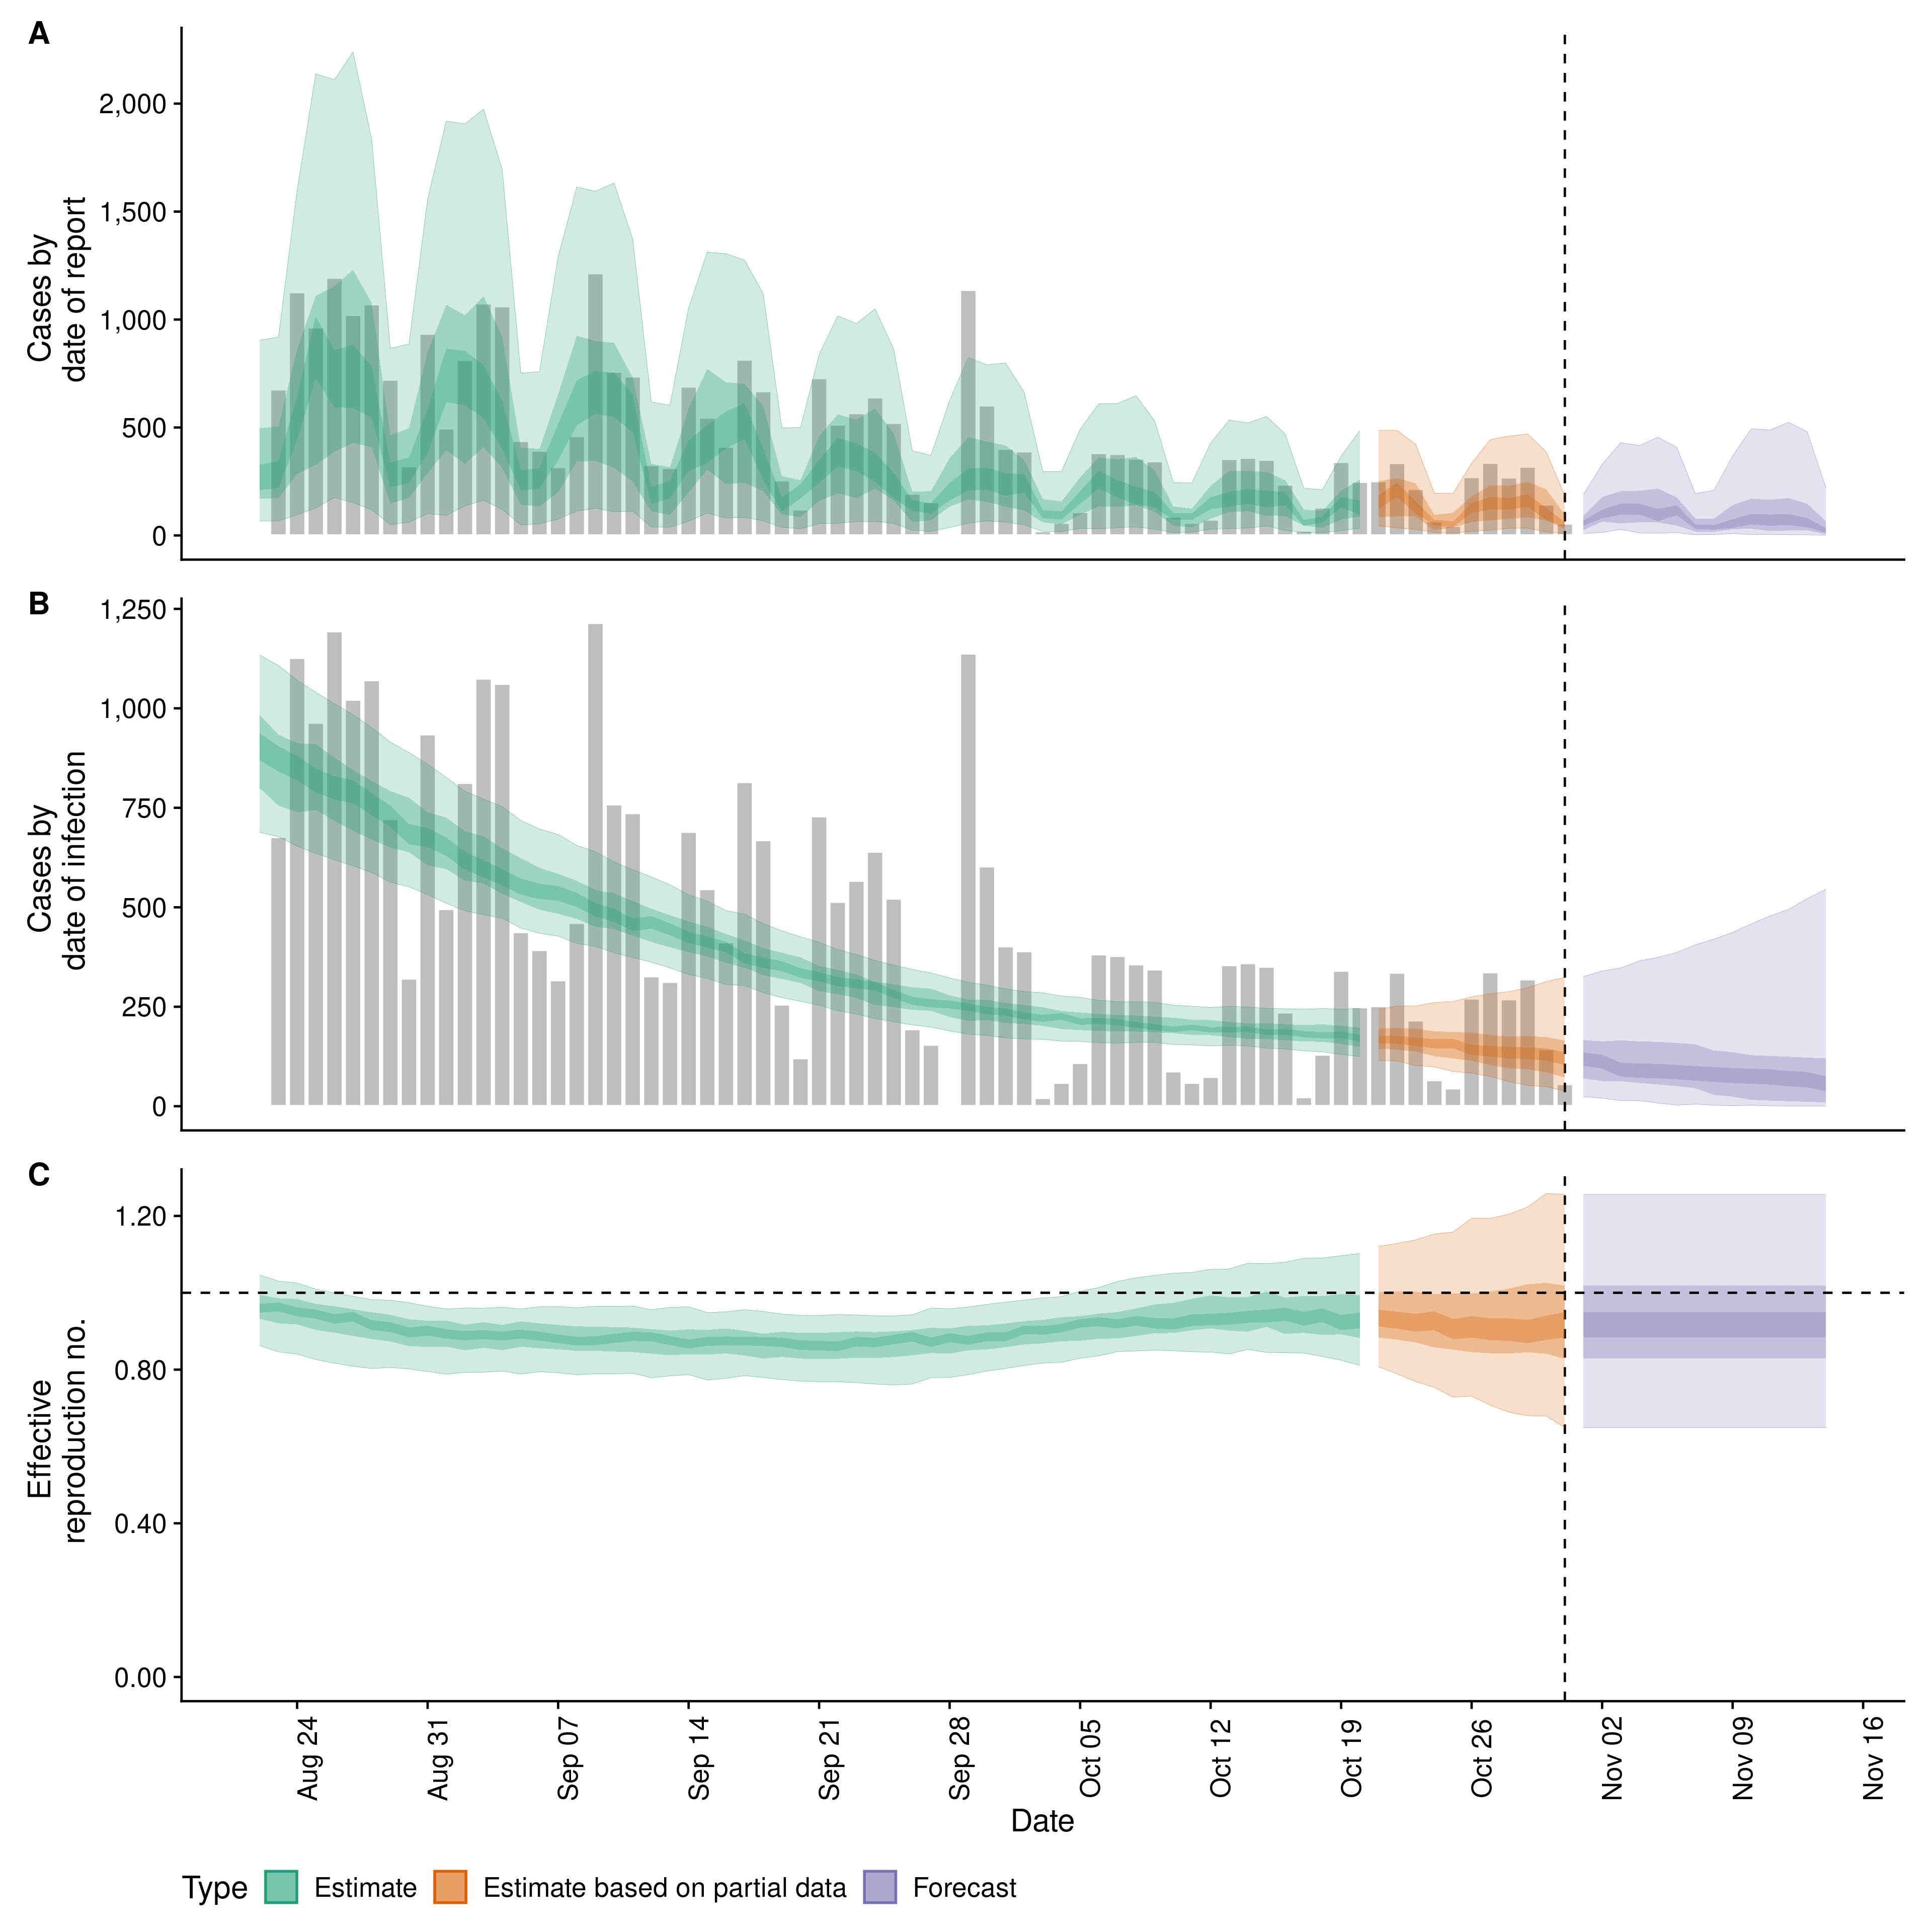 A
Cases by
date of report
2,000
1,500
1,000
500
0
B
Cases by
date of infection
1,250
1,000
750
500
250
0
C
Effective
reproduction no.
1.20
0.80
0.40
0.00
Aug 24
Aug 31
Sep 07
Sep 14
Sep 21
Sep 28
Oct 05
Oct 12
Oct 19
Oct 26
Nov 02
Nov 09
Nov 16
Date
Type Estimate Estimate based on partial data Forecast